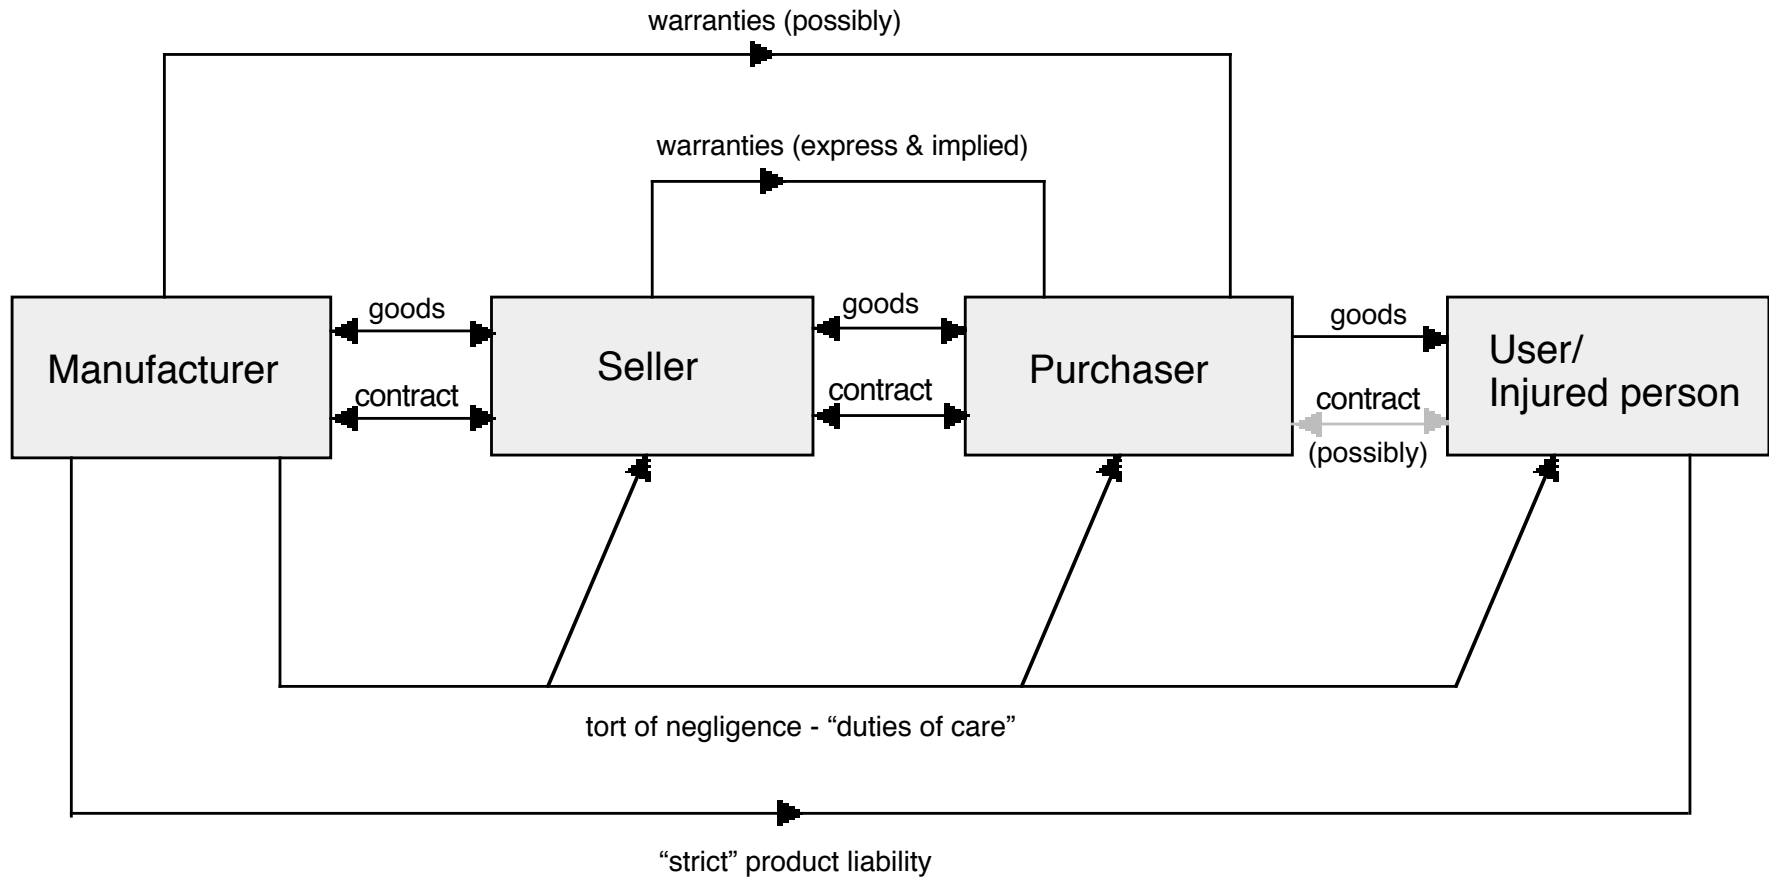 warranties (possibly)
warranties (express & implied)
goods
goods
goods
Manufacturer
Seller
Purchaser
User/
Injured person
contract
contract
contract
(possibly)
tort of negligence - “duties of care”
“strict” product liability